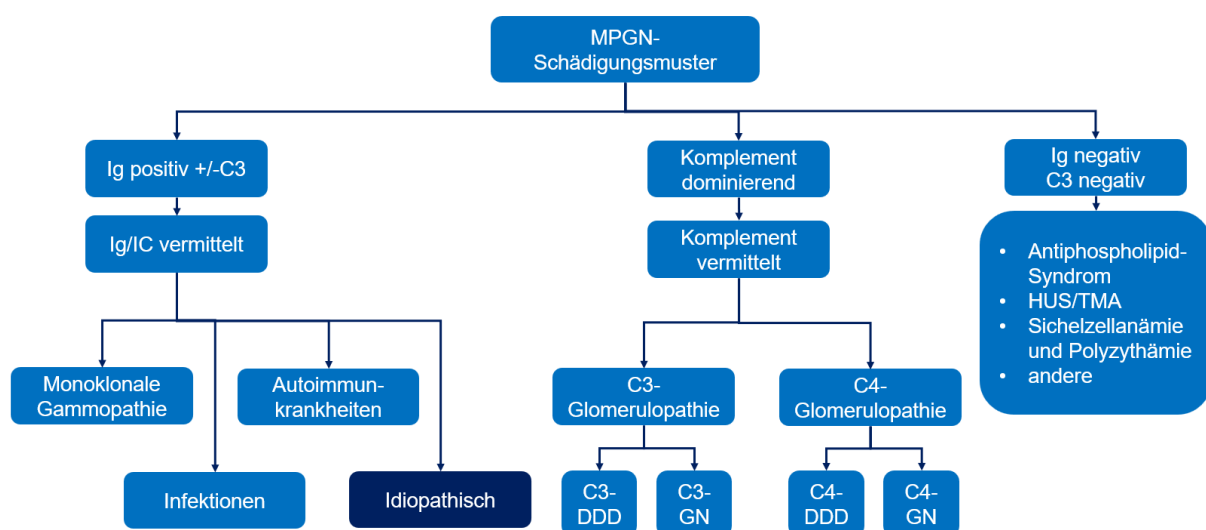 MPGN-
Schädigungsmuster
Ig positiv +/-C3
Komplement
dominierend
Ig negativ
C3 negativ
Ig/IC vermittelt
Komplement
vermittelt
• Antiphospholipid-
Syndrom
• HUS/TMA
• Sichelzellanämie
und Polyzythämie
• andere
Monoklonale
Gammopathie
Autoimmun-
krankheiten
C3-
Glomerulopathie
C4-
Glomerulopathie
Infektionen
Idiopathisch
C3-
DDD
C3-
GN
C4-
DDD
C4-
GN